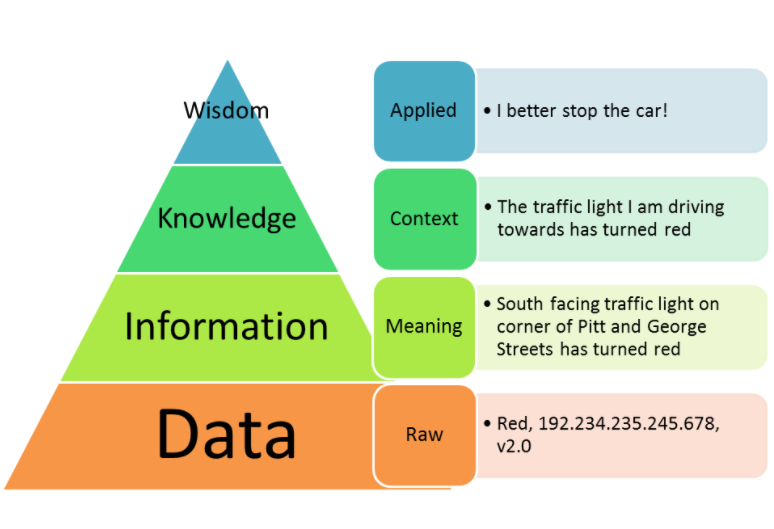 Wisdom
Applied
• I better stop the car!
Knowledge
Context
• The traffic light I am driving
towards has turned red
Information
Meaning
• South facing traffic light on
corner of Pitt and George
Streets has turned red
Data
Raw
• Red, 192.234.235.245.678,
v2.0